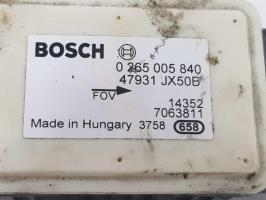 BOSCH
0 265 005 840
47931 JX50B
FOV
14352
7063811
Made in Hungary 3758 658